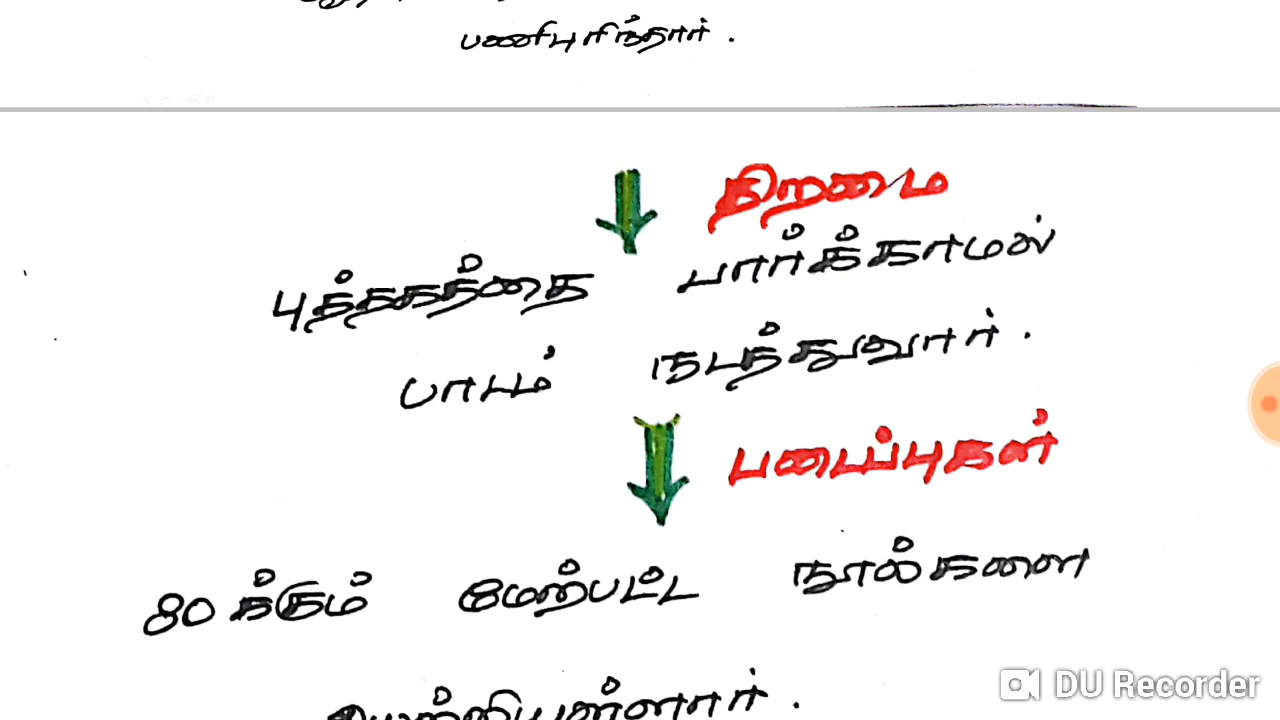 பணிபுரிந்தார்.
திறமை
புத்தகத்தை பார்க்காமல்
பாடம் நடத்துவார்.
படைப்புகள்
80க்கும் மேற்பட்ட நூல்களை
DU Recorder